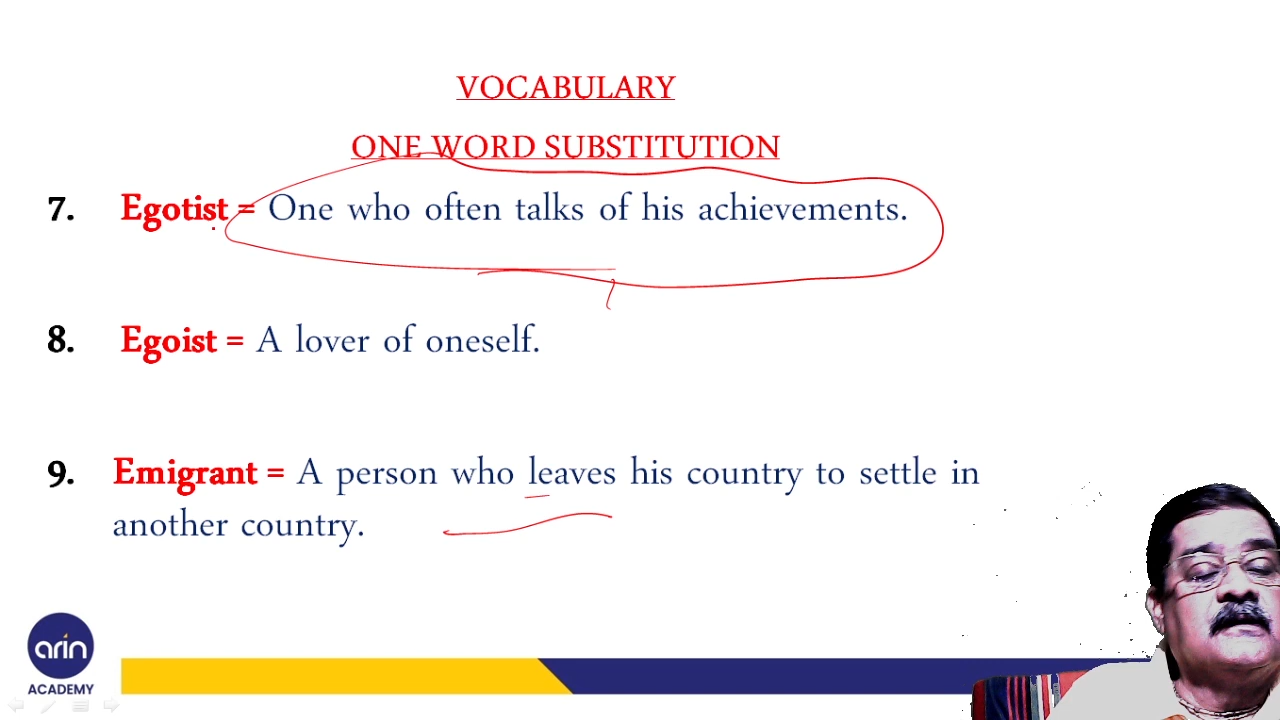 VOCABULARY
ONE WORD SUBSTITUTION
7. Egotist = One who often talks of his achievements.
8. Egoist = A lover of oneself.
9. Emigrant = A person who leaves his country to settle in
another country.
arin
ACADEMY